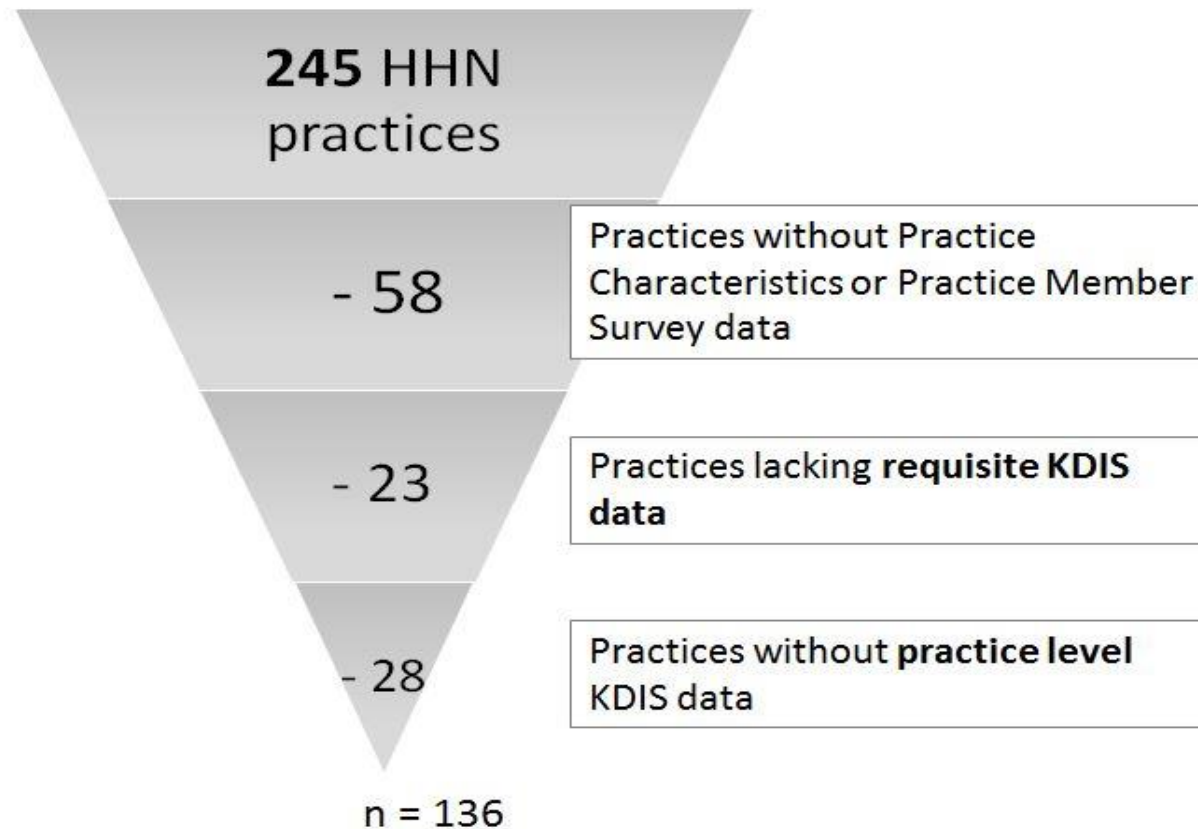 245 HHN
practices
- 58
Practices without Practice
Characteristics or Practice Member
Survey data
- 23
Practices lacking requisite KDIS
data
- 28
Practices without practice level
KDIS data
n = 136